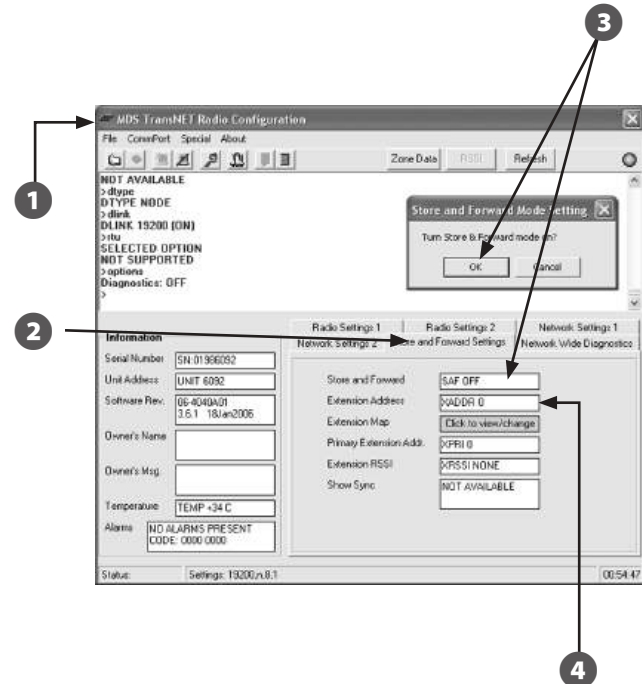 3
MDS TransNET Radio Configuration
1
File CommPort Special About
Zone Data RSSI Refresh
NOT AVAILABLE
>dtype
DTYPE NODE
>dlink
DLINK 19200 (ON)
>rtu
SELECTED OPTION
NOT SUPPORTED
>options
Diagnostics: OFF
>
Store and Forward Mode Setting
Turn Store & Forward mode on?
OK Cancel
2
Radio Settings 1 Radio Settings 2 Network Settings 1
Network Settings 2 ore and Forward Settings Network Wide Diagnostics
Information
Serial Number SN:01986092
Unit Address UNIT 6092
Software Rev. 06-4040A01
3.6.1 18Jan2006
Owner's Name
Owner's Msg.
Temperature TEMP +34 C
Alarms NO ALARMS PRESENT
CODE: 0000 0000
Store and Forward SAF OFF
Extension Address XADDR 0
Extension Map Click to view/change
Primary Extension Addr. XPRI 0
Extension RSSI XRSSI NONE
Show Sync NOT AVAILABLE
Status: Settings: 19200,n,8,1 00:54:47
4